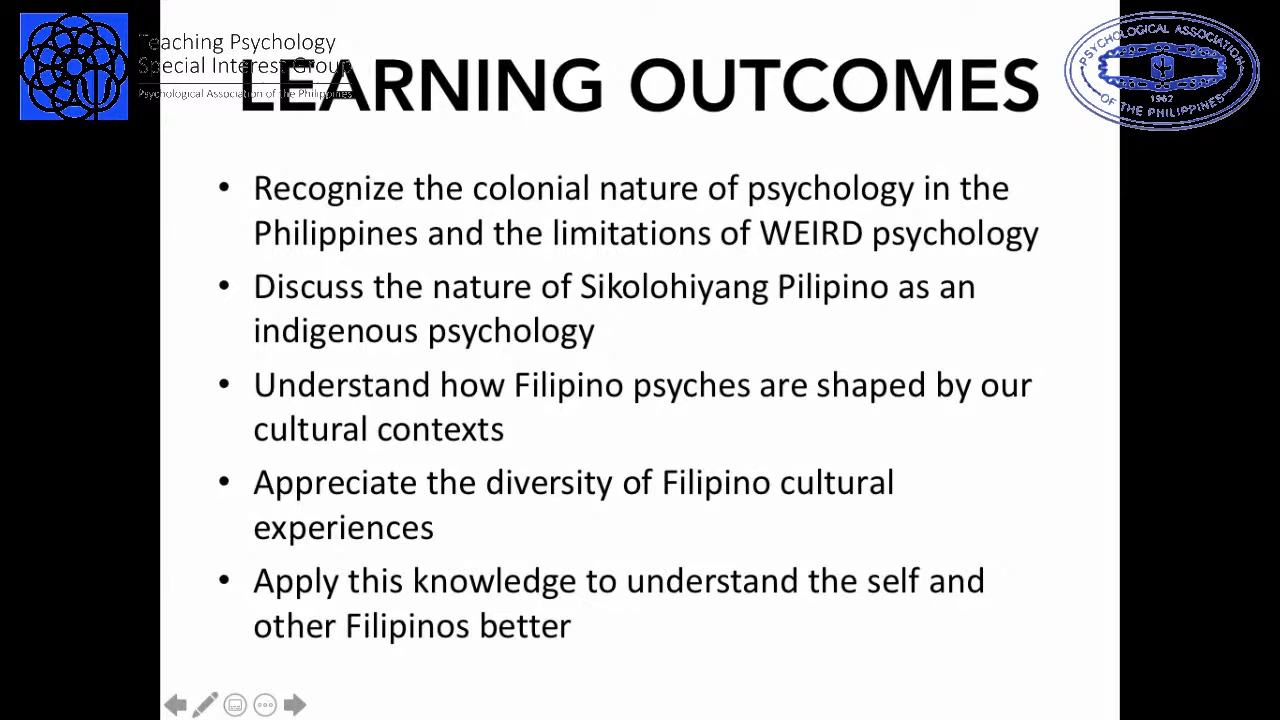 Teaching Psychology
Special Interest Group
Psychological Association of the Philippines
LEARNING OUTCOMES
PSYCHOLOGICAL ASSOCIATION
1962
OF THE PHILIPPINES
• Recognize the colonial nature of psychology in the
Philippines and the limitations of WEIRD psychology
• Discuss the nature of Sikolohiyang Pilipino as an
indigenous psychology
• Understand how Filipino psyches are shaped by our
cultural contexts
• Appreciate the diversity of Filipino cultural
experiences
• Apply this knowledge to understand the self and
other Filipinos better